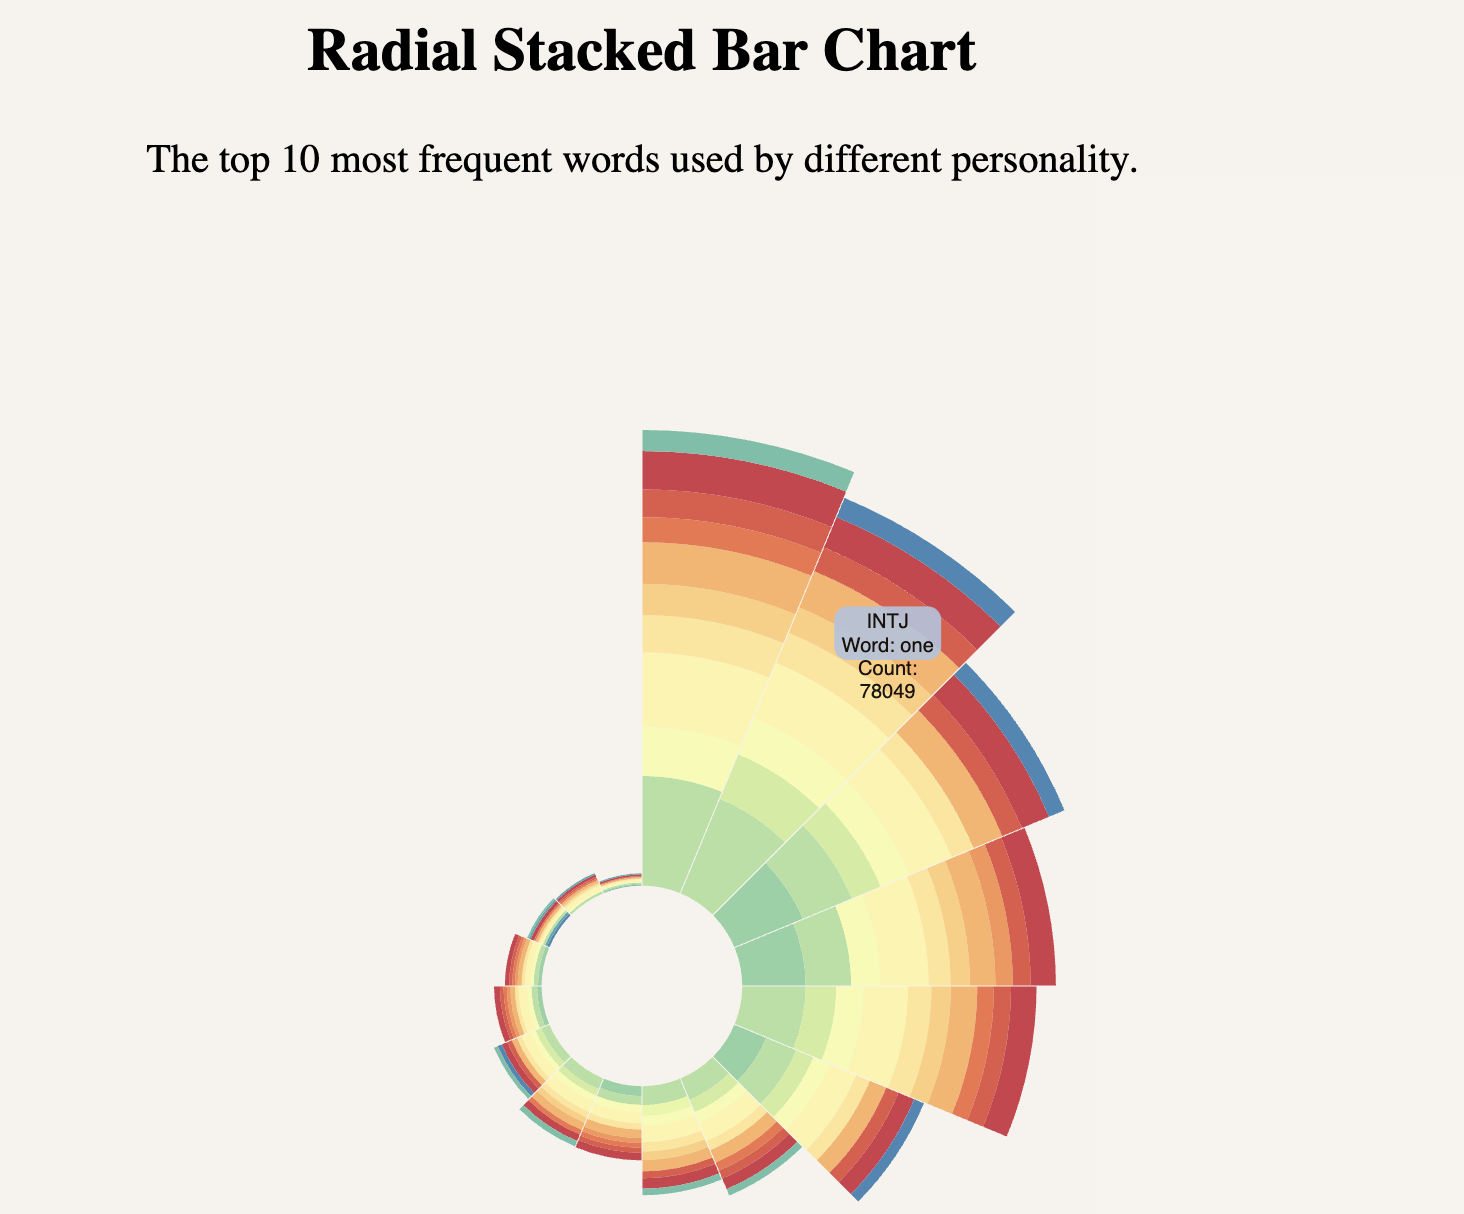 Radial Stacked Bar Chart
The top 10 most frequent words used by different personality.
INTJ
Word: one
Count:
78049